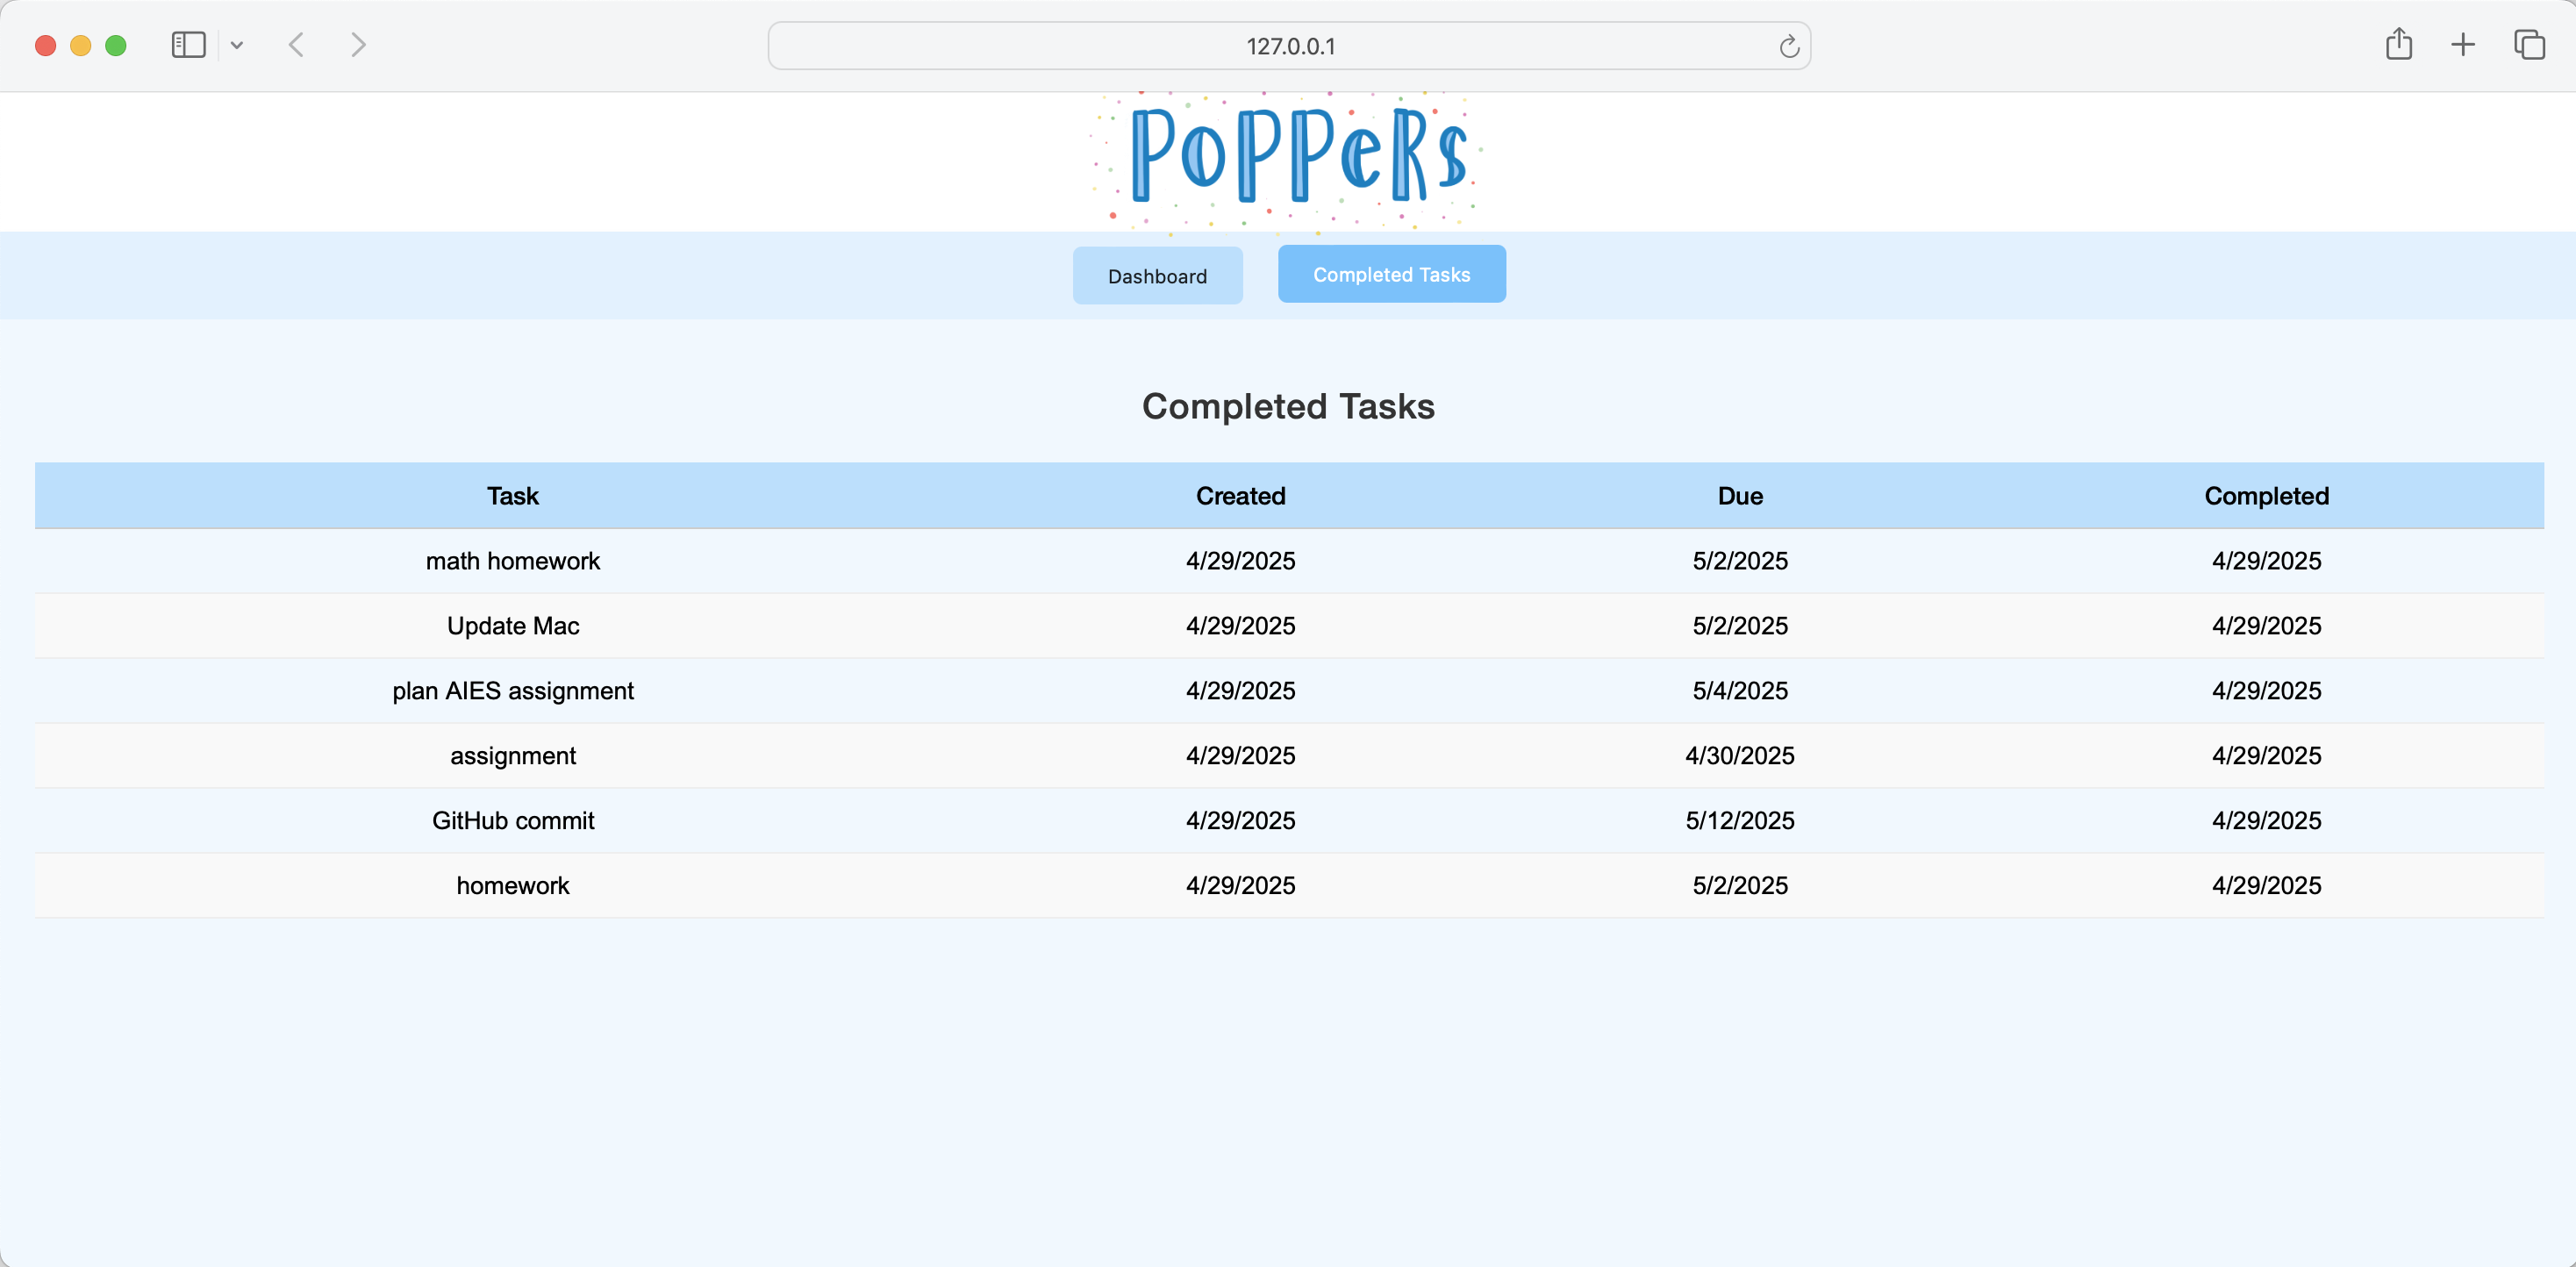 127.0.0.1
PoPPeRs
Dashboard Completed Tasks
Completed Tasks
Task Created Due Completed
math homework 4/29/2025 5/2/2025 4/29/2025
Update Mac 4/29/2025 5/2/2025 4/29/2025
plan AIES assignment 4/29/2025 5/4/2025 4/29/2025
assignment 4/29/2025 4/30/2025 4/29/2025
GitHub commit 4/29/2025 5/12/2025 4/29/2025
homework 4/29/2025 5/2/2025 4/29/2025